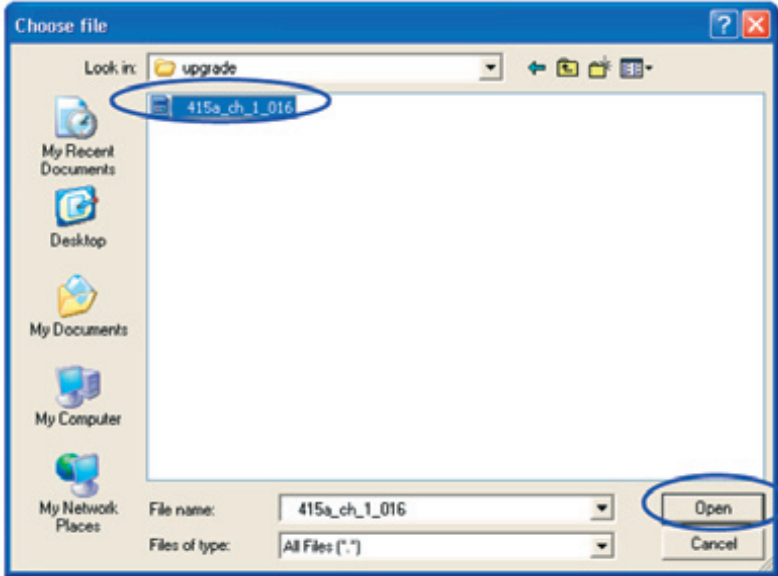 Choose file
Look in: upgrade
415a_ch_1_016
My Recent
Documents
Desktop
My Documents
My Computer
My Network
Places
File name: 415a_ch_1_016 Open
Files of type: All Files (*.*) Cancel